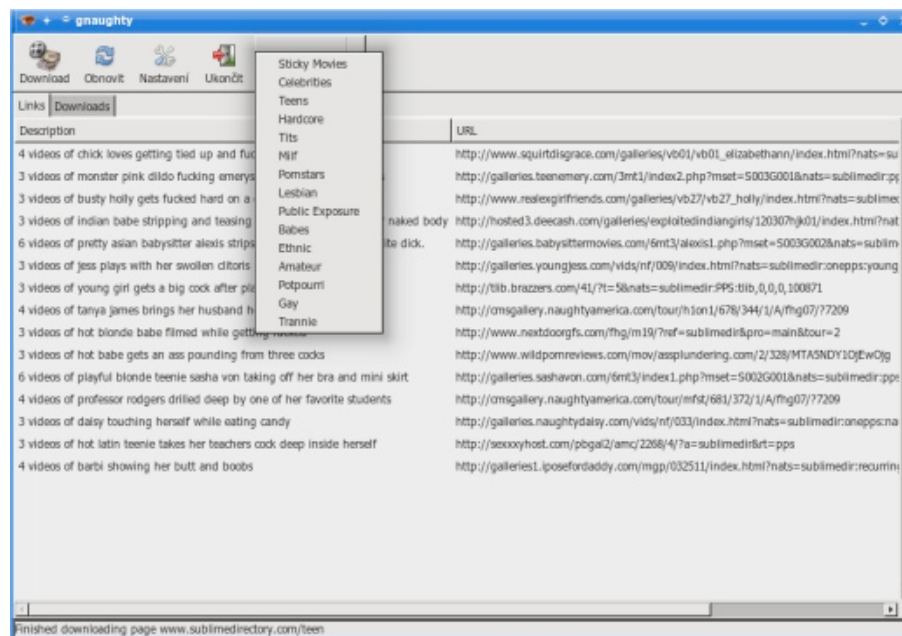 gnaughty
Download Obnovit Nastavení Ukončit
Sticky Movies
Celebrities
Teens
Hardcore
Tits
Milf
Pornstars
Lesbian
Public Exposure
Babes
Ethnic
Amateur
Potpourri
Gay
Trannie
Links Downloads
Description URL
4 videos of chick loves getting tied up and fuc http://www.squirtdisgrace.com/galleries/vb01/vb01_elizabethann/index.html?nats=su
3 videos of monster pink dildo fucking emerys s http://galleries.teenemery.com/3mt1/index2.php?mset=S003G001&nats=sublimedir:pp
3 videos of busty holly gets fucked hard on a http://www.realexgirlfriends.com/galleries/vb27/vb27_holly/index.html?nats=sublimed
3 videos of indian babe stripping and teasing r naked body http://hosted3.deecash.com/galleries/exploitedindiangirls/120307hjk01/index.html?nat
6 videos of pretty asian babysitter alexis strips ite dick. http://galleries.babysittermovies.com/6mt3/alexis1.php?mset=S003G002&nats=sublim
3 videos of jess plays with her swollen clitoris http://galleries.youngjess.com/vids/nf/009/index.html?nats=sublimedir:onepps:young
3 videos of young girl gets a big cock after pla http://tlib.brazzers.com/41/?t=5&nats=sublimedir:PPS:tlib,0,0,0,100871
4 videos of tanya james brings her husband h http://cmsgallery.naughtyamerica.com/tour/h1on1/678/344/1/A/fhg07/?7209
3 videos of hot blonde babe filmed while getting fucked http://www.nextdoorgfs.com/fhg/m19/?ref=sublimedir&pro=main&tour=2
3 videos of hot babe gets an ass pounding from three cocks http://www.wildpornreviews.com/mov/assplundering.com/2/328/MTA5NDY1OjEwOjg
6 videos of playful blonde teenie sasha von taking off her bra and mini skirt http://galleries.sashavon.com/6mt3/index1.php?mset=S002G001&nats=sublimedir:pps
4 videos of professor rodgers drilled deep by one of her favorite students http://cmsgallery.naughtyamerica.com/tour/mfst/681/372/1/A/fhg07/?7209
3 videos of daisy touching herself while eating candy http://galleries.naughtydaisy.com/vids/nf/033/index.html?nats=sublimedir:onepps:na
3 videos of hot latin teenie takes her teachers cock deep inside herself http://sexxxyhost.com/pbgal2/amc/2268/4/?a=sublimedir&rt=pps
4 videos of barbi showing her butt and boobs http://galleries1.iposefordaddy.com/mgp/032511/index.html?nats=sublimedir:recurring
Finished downloading page www.sublimedirectory.com/teen